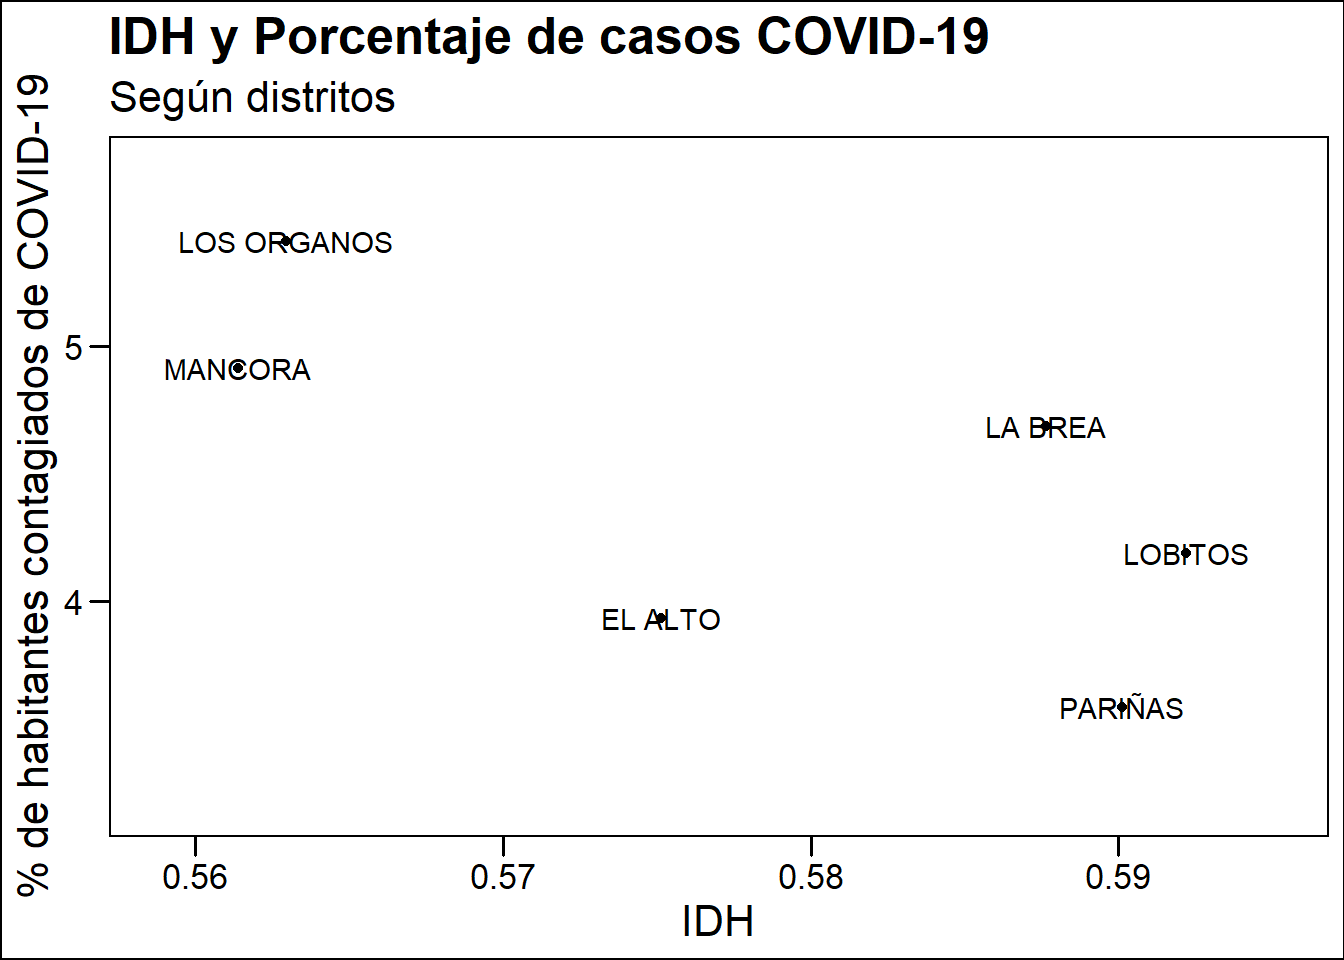 IDH y Porcentaje de casos COVID-19
Según distritos
% de habitantes contagiados de COVID-19
LOS ORGANOS
5
MANCORA
LA BREA
LOBITOS
4
EL ALTO
PARIÑAS
0.56
0.57
0.58
0.59
IDH